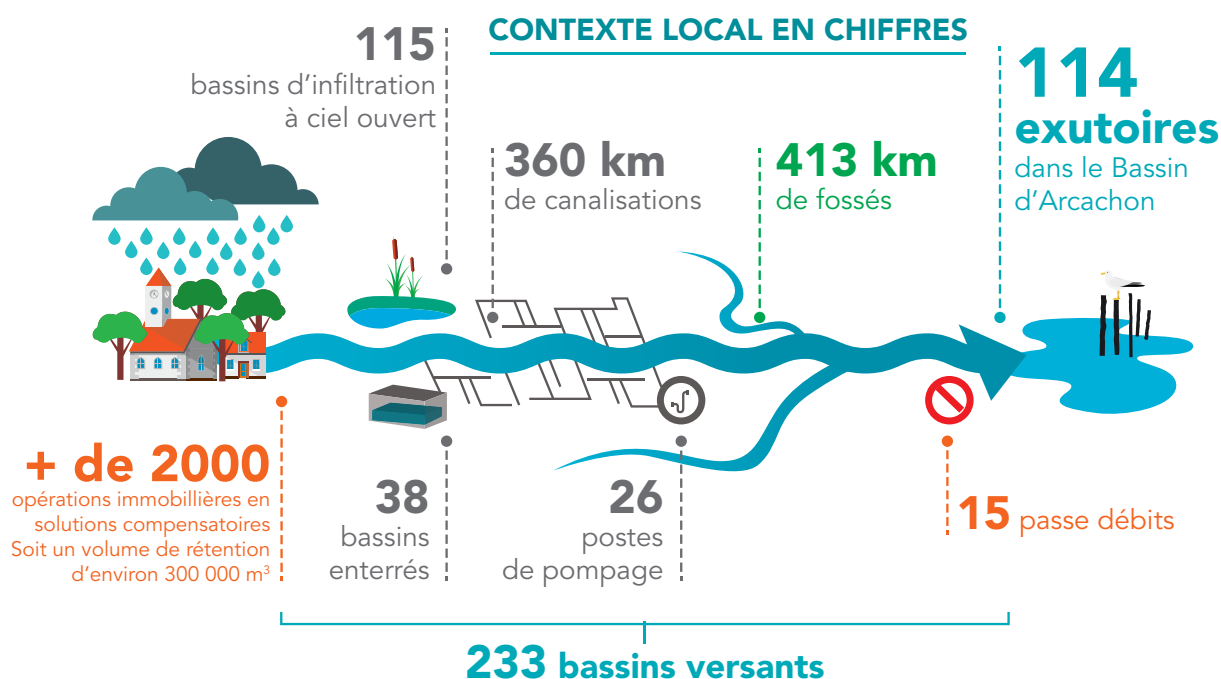 CONTEXTE LOCAL EN CHIFFRES
115
bassins d'infiltration
à ciel ouvert
360 km
de canalisations
413 km
de fossés
114
exutoires
dans le Bassin
d'Arcachon
+ de 2000
opérations immobillières en
solutions compensatoires
Soit un volume de rétention
d'environ 300 000 m³
38
bassins
enterrés
26
postes
de pompage
15 passe débits
233 bassins versants